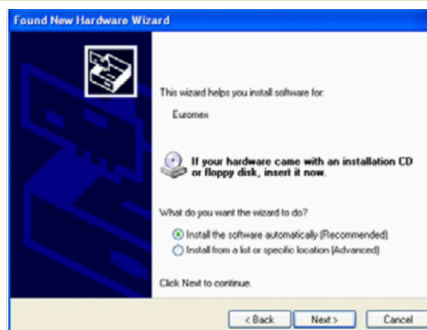 Found New Hardware Wizard
This wizard helps you install software for:
Euromex
If your hardware came with an installation CD
or floppy disk, insert it now.
What do you want the wizard to do?
Install the software automatically (Recommended)
Install from a list or specific location (Advanced)
Click Next to continue.
< Back Next > Cancel